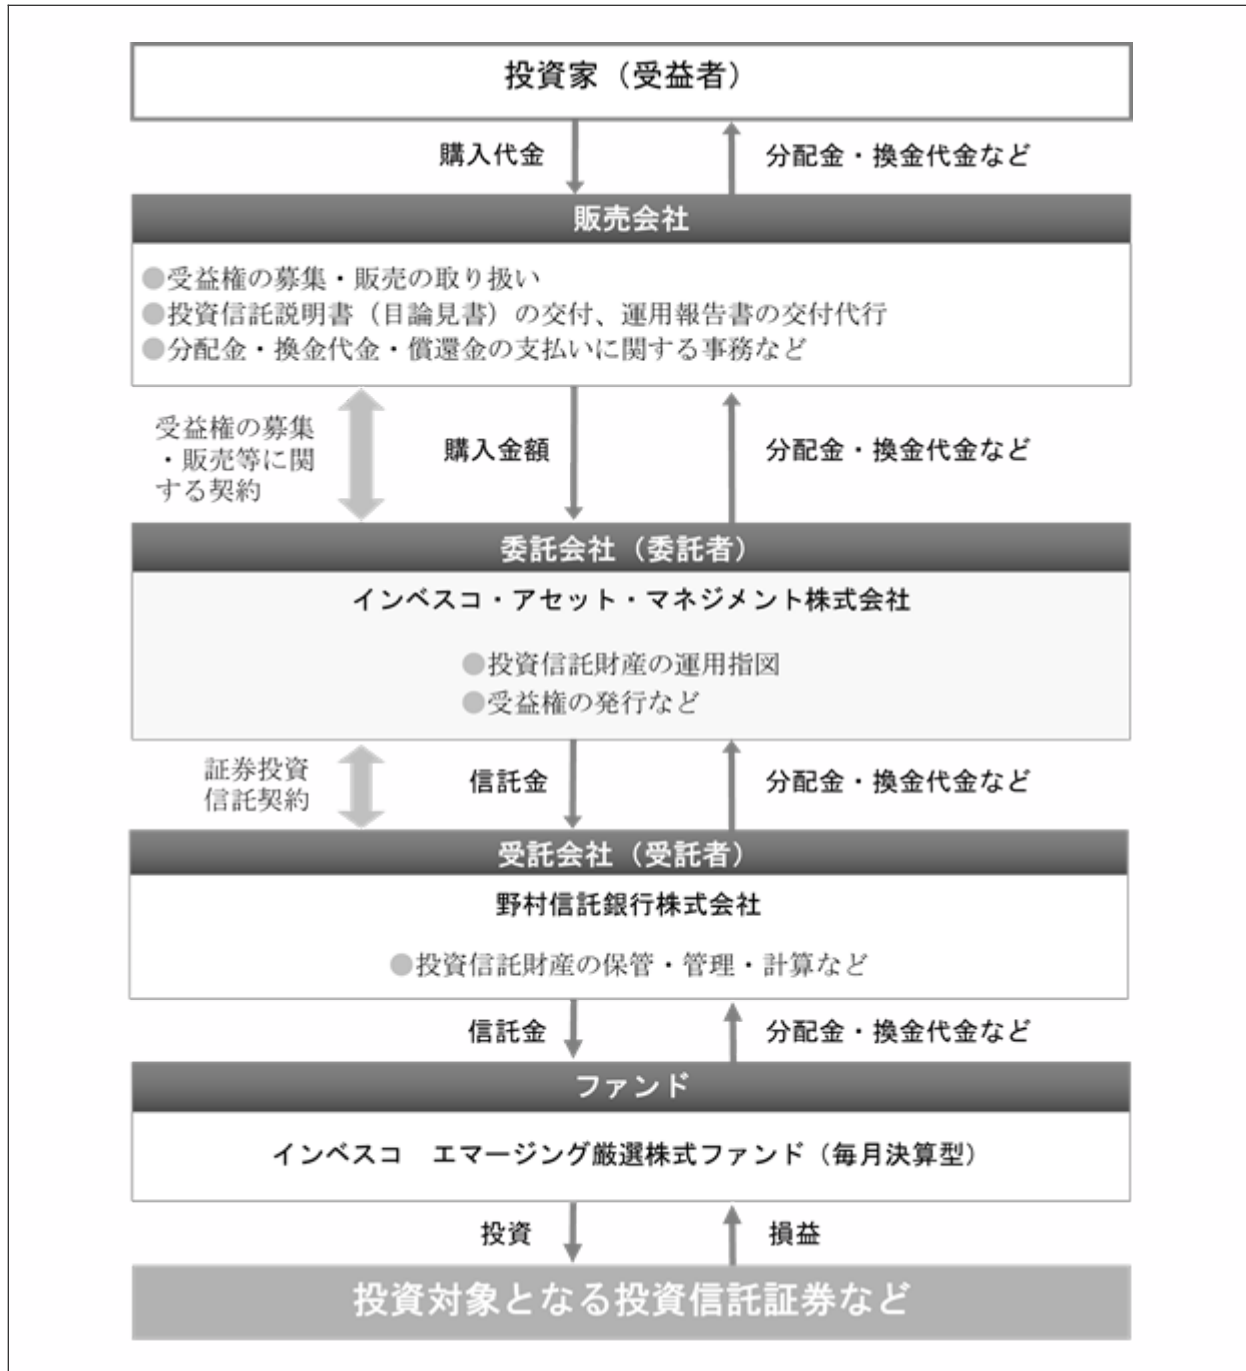 投資家（受益者）
購入代金
分配金・換金代金など
販売会社
●受益権の募集・販売の取り扱い
●投資信託説明書（目論見書）の交付、運用報告書の交付代行
●分配金・換金代金・償還金の支払いに関する事務など
受益権の募集
・販売等に関
する契約
購入金額
分配金・換金代金など
委託会社（委託者）
インベスコ・アセット・マネジメント株式会社
●投資信託財産の運用指図
●受益権の発行など
証券投資
信託契約
信託金
分配金・換金代金など
受託会社（受託者）
野村信託銀行株式会社
●投資信託財産の保管・管理・計算など
信託金
分配金・換金代金など
ファンド
インベスコ　エマージング厳選株式ファンド（毎月決算型）
投資
損益
投資対象となる投資信託証券など